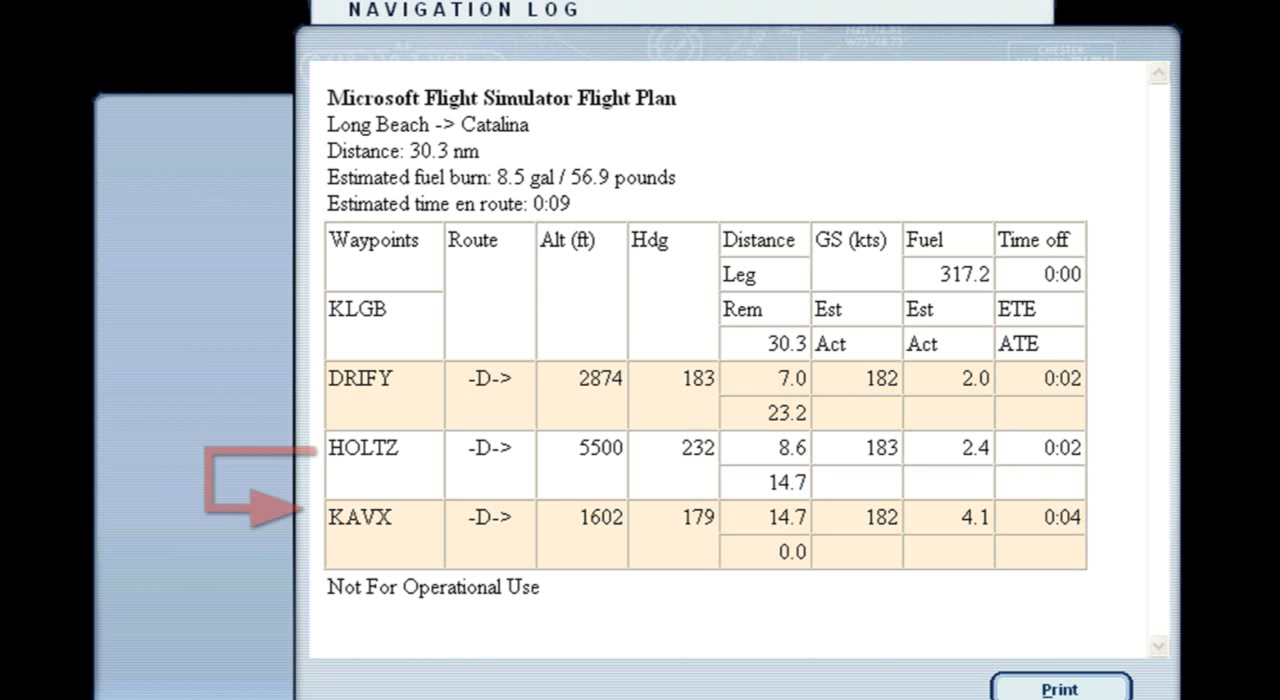 NAVIGATION LOG
CHESTER
Microsoft Flight Simulator Flight Plan
Long Beach -> Catalina
Distance: 30.3 nm
Estimated fuel burn: 8.5 gal / 56.9 pounds
Estimated time en route: 0:09
Waypoints Route Alt (ft) Hdg Distance GS (kts) Fuel Time off
Leg 317.2 0:00
KLGB Rem Est Est ETE
30.3 Act Act ATE
DRIFY -D-> 2874 183 7.0 182 2.0 0:02
23.2
HOLTZ -D-> 5500 232 8.6 183 2.4 0:02
14.7
KAVX -D-> 1602 179 14.7 182 4.1 0:04
0.0
Not For Operational Use
Print